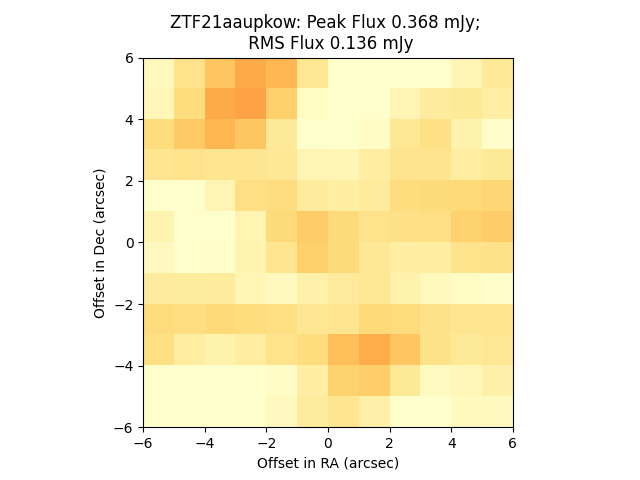 ZTF21aaupkow: Peak Flux 0.368 mJy;
RMS Flux 0.136 mJy
6
4
2
0
−2
−4
−6
Offset in Dec (arcsec)
−6 −4 −2 0 2 4 6
Offset in RA (arcsec)